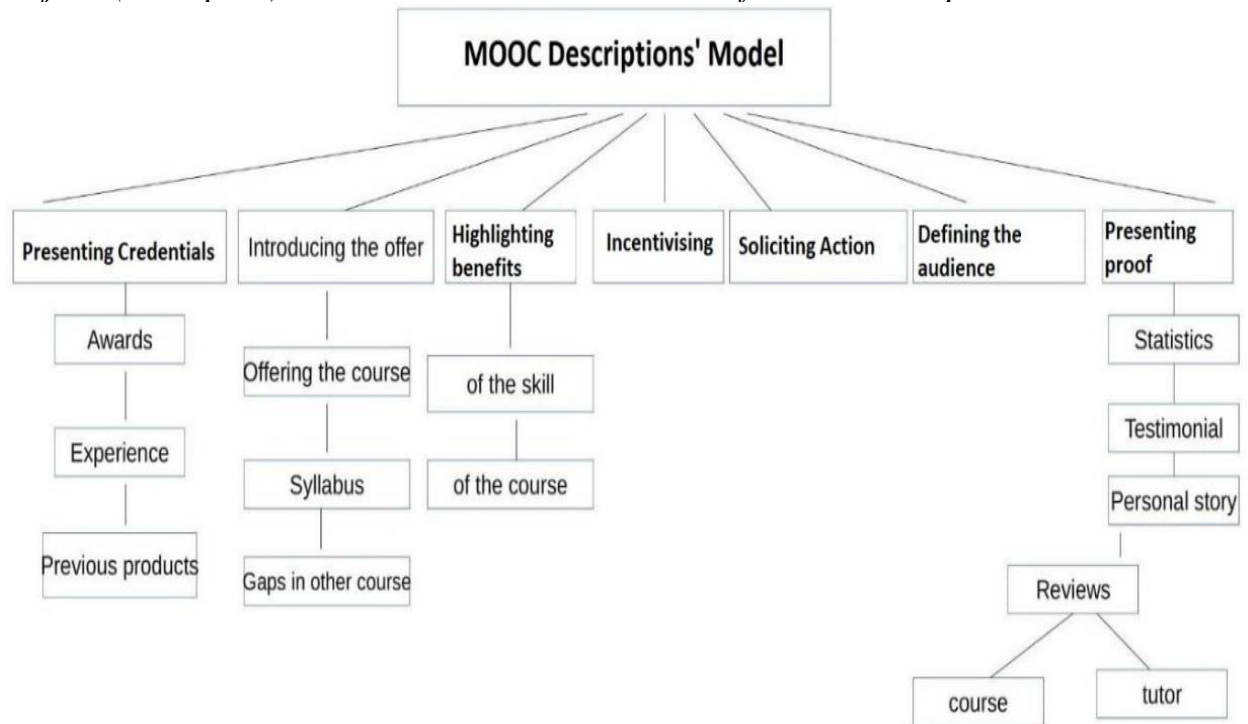 MOOC Descriptions' Model
Presenting Credentials
Introducing the offer
Highlighting
benefits
Incentivising
Soliciting Action
Defining the
audience
Presenting
proof
Awards
Experience
Previous products
Offering the course
Syllabus
Gaps in other course
of the skill
of the course
Statistics
Testimonial
Personal story
Reviews
course
tutor